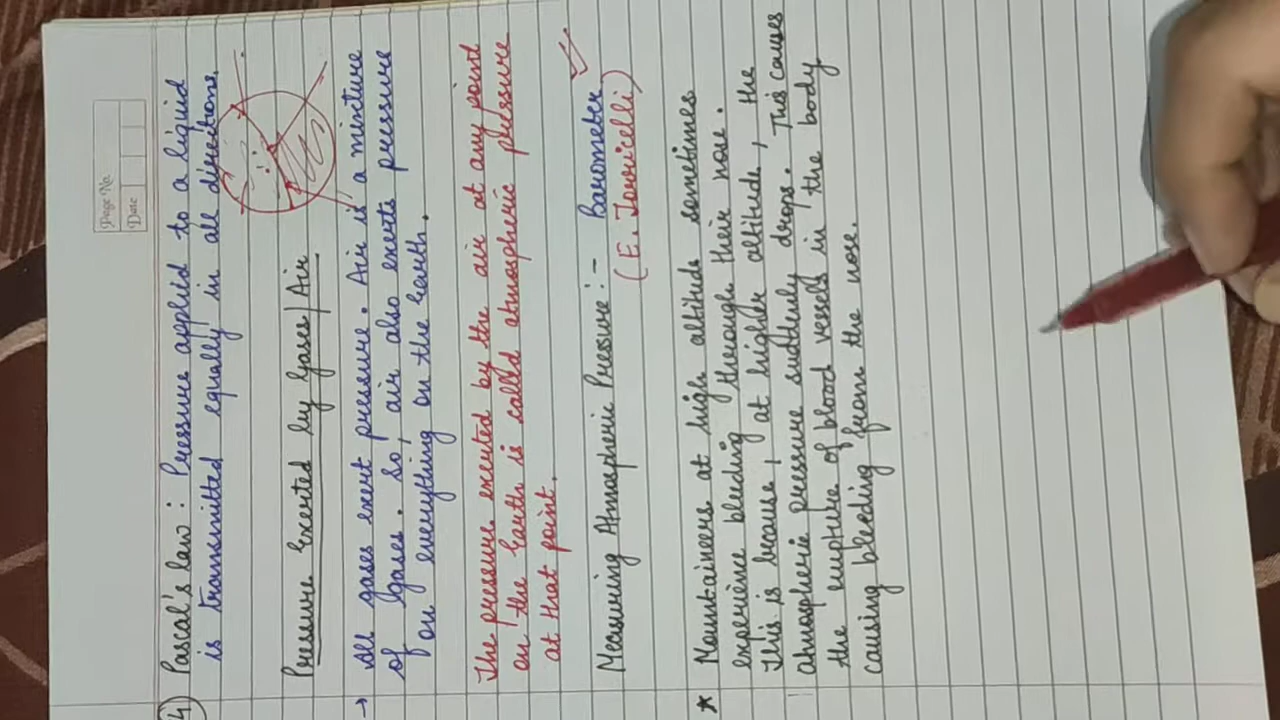 Page No.
Date
4 Pascal's law : Pressure applied to a liquid
is transmitted equally in all directions.
Pressure Exerted by Gases / Air
→ All gases exert pressure. Air is a mixture
of gases. So, air also exerts pressure
on everything on the Earth.
The pressure exerted by the air at any point
on the Earth is called atmospheric pressure
at that point.
Measuring Atmospheric Pressure :- Barometer
(E. Torricelli)
* Mountaineers at high altitude sometimes
experience bleeding through their nose.
This is because, at higher altitude, the
atmospheric pressure suddenly drops. This causes
the rupture of blood vessels in the body
causing bleeding from the nose.